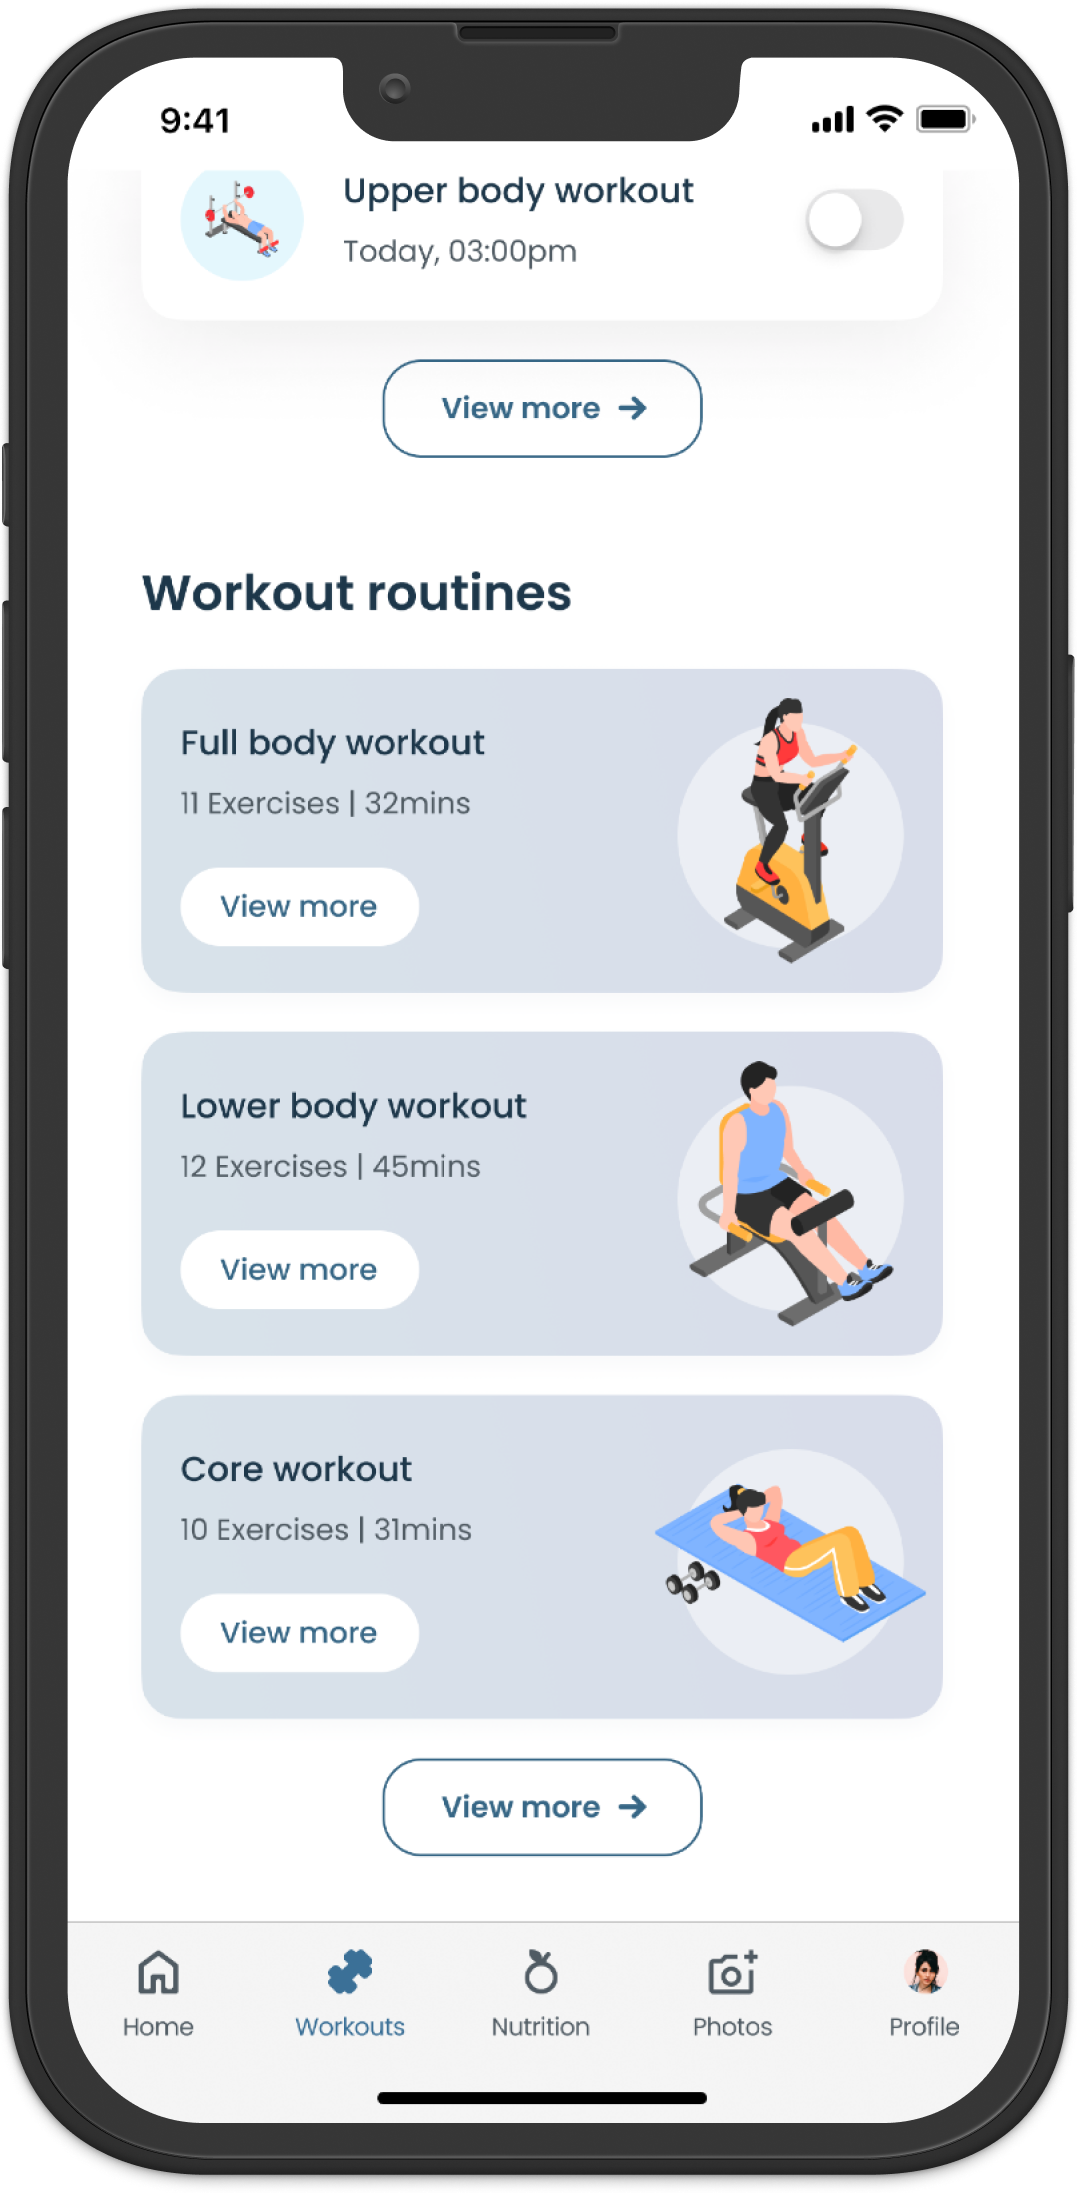 9:41
Upper body workout
Today, 03:00pm
View more →
Workout routines
Full body workout
11 Exercises | 32mins
View more
Lower body workout
12 Exercises | 45mins
View more
Core workout
10 Exercises | 31mins
View more
View more →
Home
Workouts
Nutrition
Photos
Profile